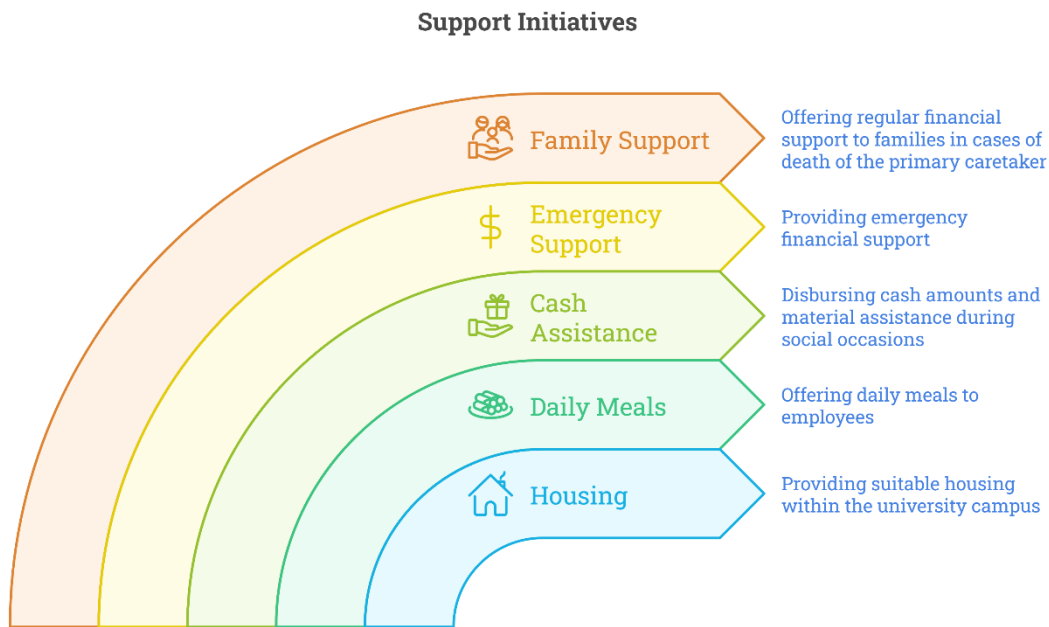 Support Initiatives
Family Support
Offering regular financial
support to families in cases of
death of the primary caretaker
Emergency
Support
Providing emergency
financial support
Cash
Assistance
Disbursing cash amounts and
material assistance during
social occasions
Daily Meals
Offering daily meals to
employees
Housing
Providing suitable housing
within the university campus